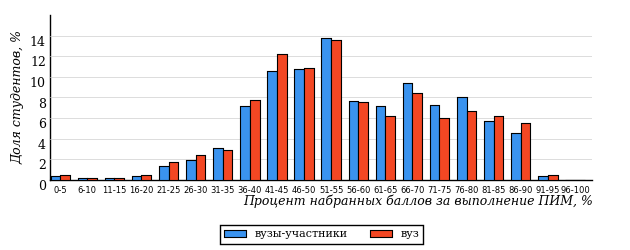 Доля студентов, %
14
12
10
8
6
4
2
0
0-5 6-10 11-15 16-20 21-25 26-30 31-35 36-40 41-45 46-50 51-55 56-60 61-65 66-70 71-75 76-80 81-85 86-90 91-95 96-100
Процент набранных баллов за выполнение ПИМ, %
вузы-участники вуз